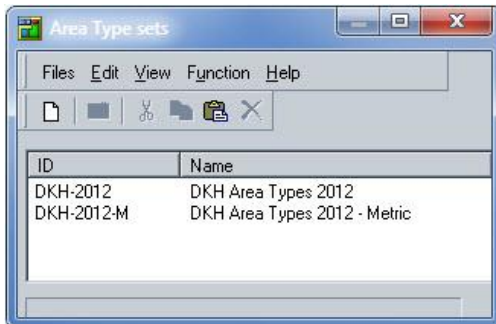 Area Type sets
Files Edit View Function Help
ID Name
DKH-2012 DKH Area Types 2012
DKH-2012-M DKH Area Types 2012 - Metric